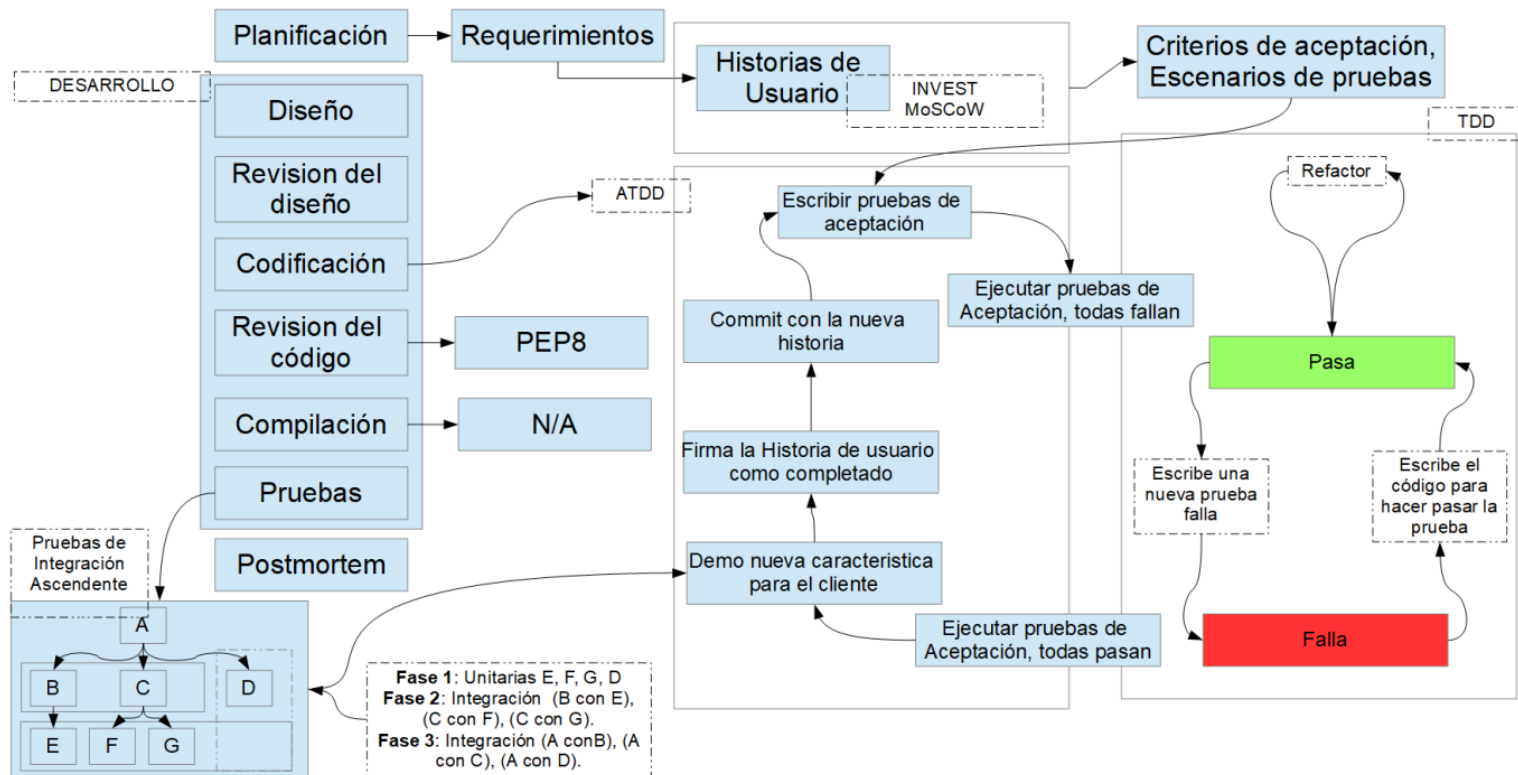 Planificación
Requerimientos
Historias de
Usuario
INVEST
MoSCoW
Criterios de aceptación,
Escenarios de pruebas
DESARROLLO
Diseño
Revision del
diseño
Codificación
Revision del
código
Compilación
Pruebas
Postmortem
ATDD
PEP8
N/A
Escribir pruebas de
aceptación
Ejecutar pruebas de
Aceptación, todas fallan
Commit con la nueva
historia
Firma la Historia de usuario
como completado
Demo nueva caracteristica
para el cliente
Ejecutar pruebas de
Aceptación, todas pasan
TDD
Refactor
Pasa
Escribe una
nueva prueba
falla
Escribe el
código para
hacer pasar la
prueba
Falla
Pruebas de
Integración
Ascendente
A
B
C
D
E
F
G
Fase 1: Unitarias E, F, G, D
Fase 2: Integración (B con E),
(C con F), (C con G).
Fase 3: Integración (A conB), (A
con C), (A con D).